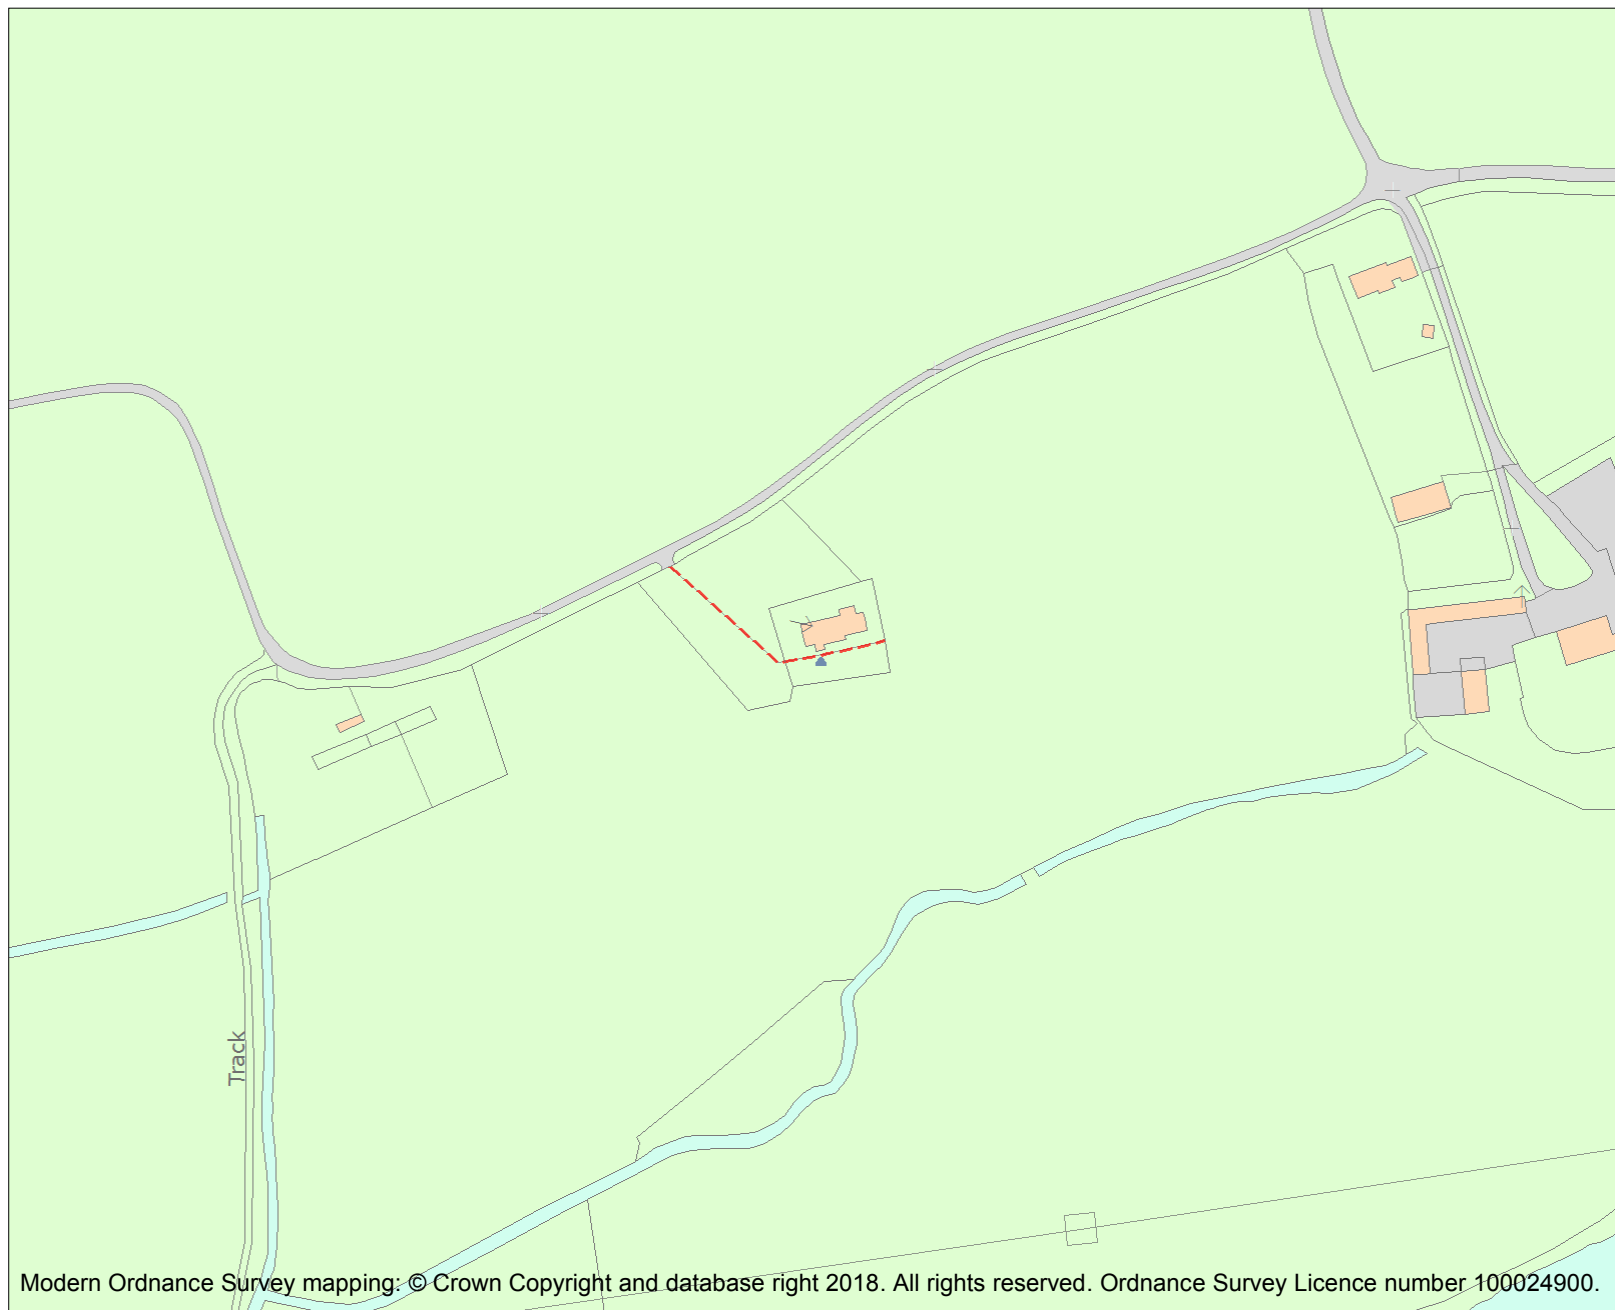 Track
Modern Ordnance Survey mapping: © Crown Copyright and database right 2018. All rights reserved. Ordnance Survey Licence number 100024900.